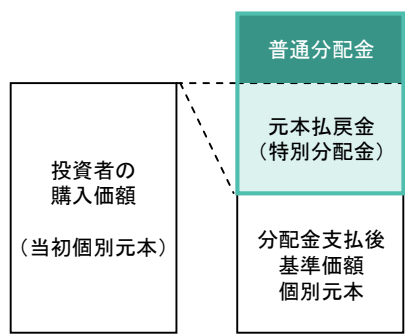 普通分配金
元本払戻金
（特別分配金）
投資者の
購入価額
（当初個別元本）
分配金支払後
基準価額
個別元本